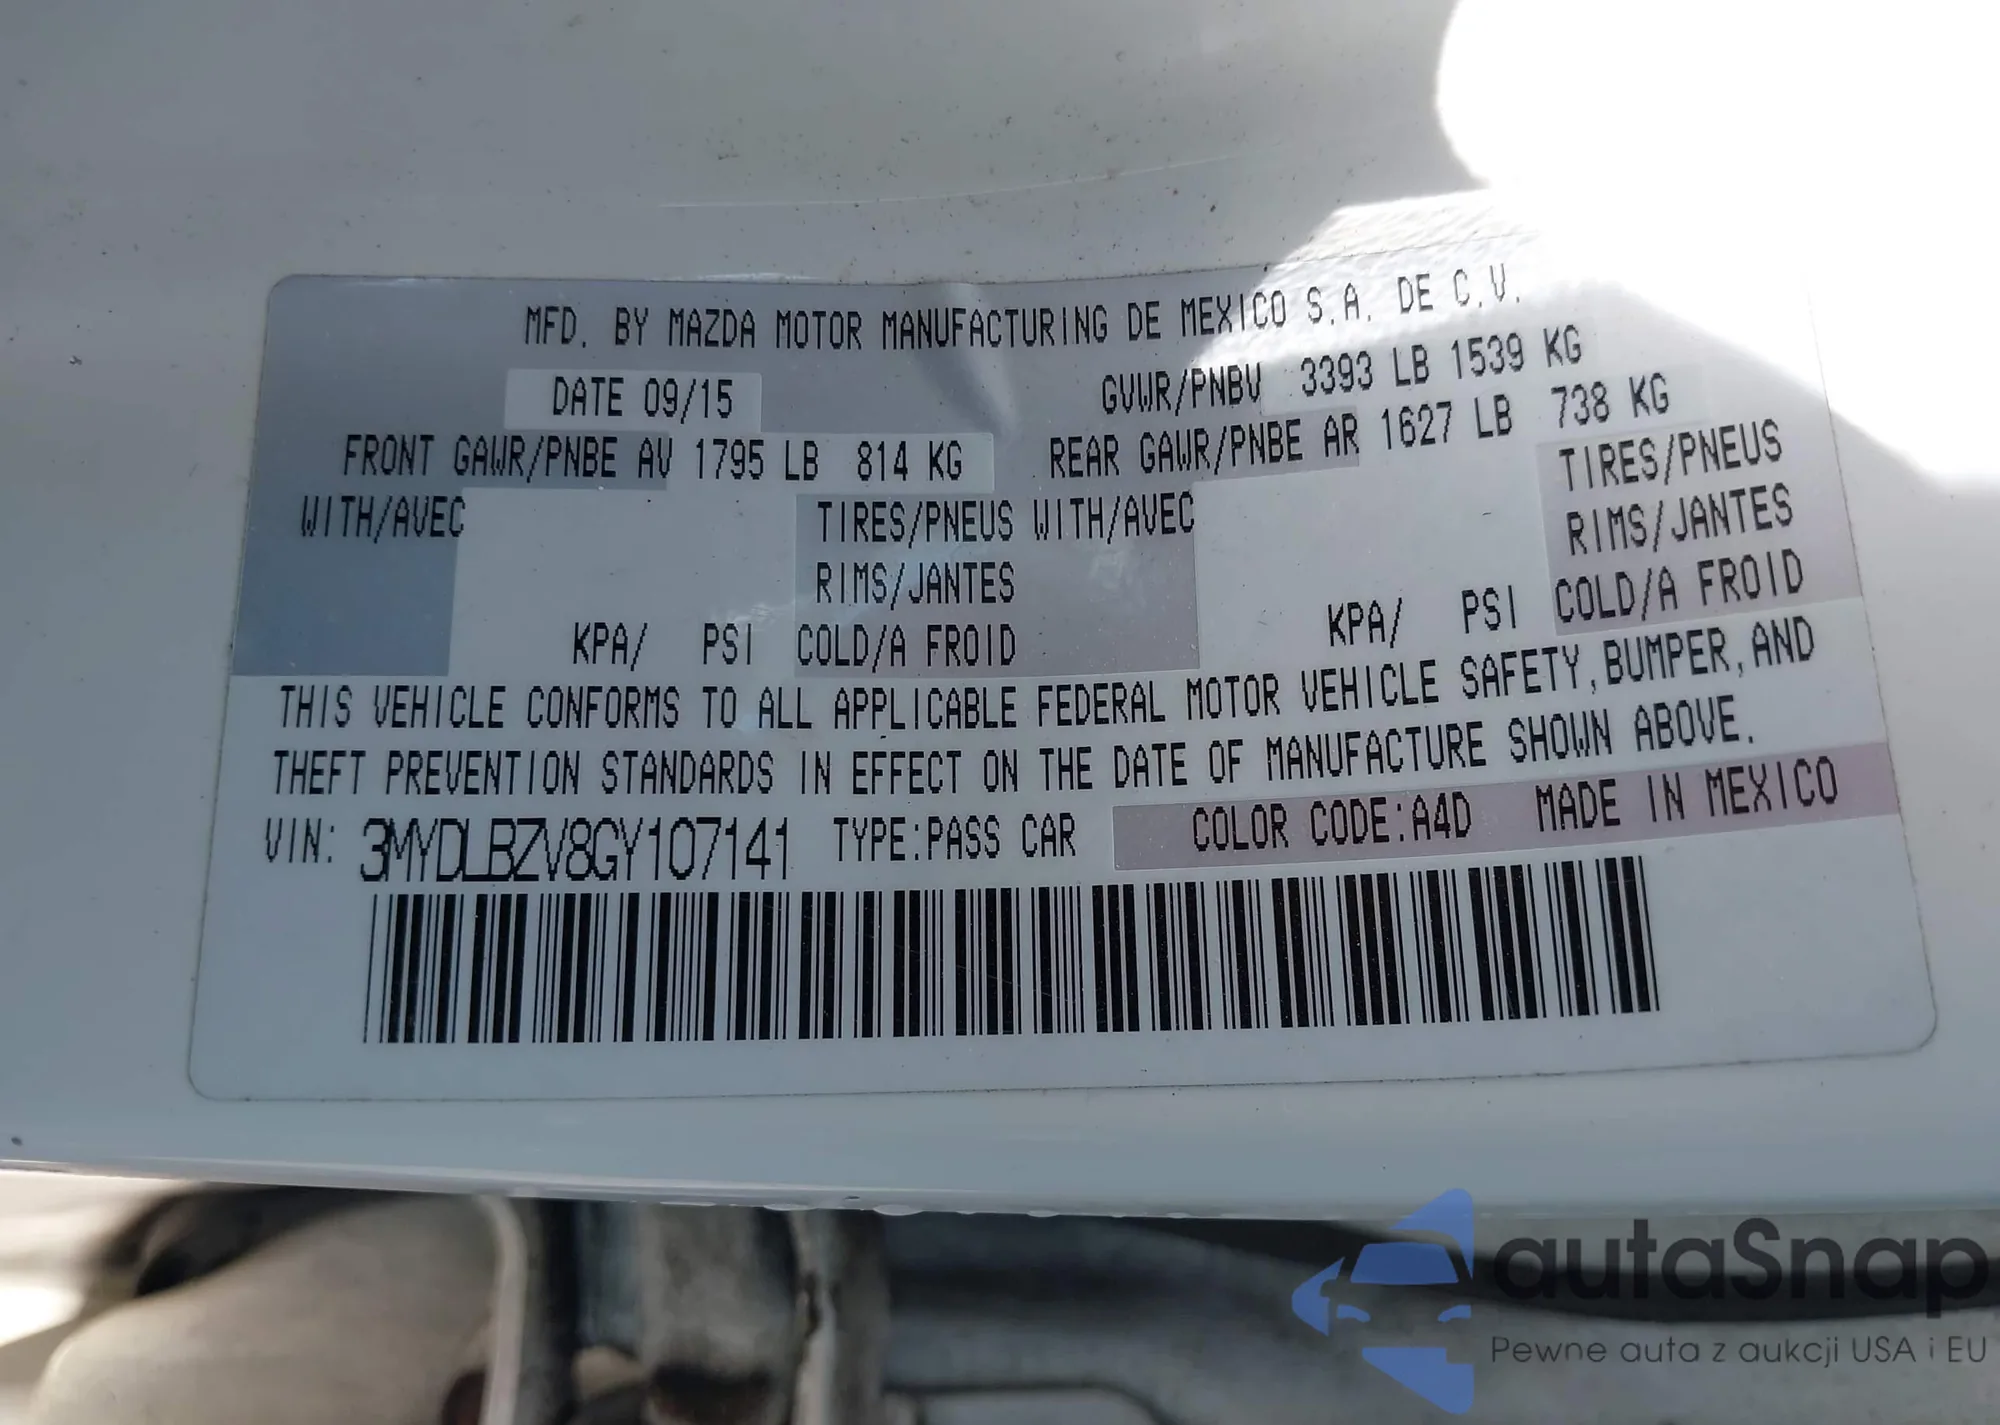 MFD. BY MAZDA MOTOR MANUFACTURING DE MEXICO S.A. DE C.V.
DATE 09/15 GVWR/PNBV 3393 LB 1539 KG
FRONT GAWR/PNBE AV 1795 LB 814 KG REAR GAWR/PNBE AR 1627 LB 738 KG
WITH/AVEC TIRES/PNEUS WITH/AVEC TIRES/PNEUS
RIMS/JANTES RIMS/JANTES
KPA/ PSI COLD/A FROID KPA/ PSI COLD/A FROID
THIS VEHICLE CONFORMS TO ALL APPLICABLE FEDERAL MOTOR VEHICLE SAFETY, BUMPER, AND
THEFT PREVENTION STANDARDS IN EFFECT ON THE DATE OF MANUFACTURE SHOWN ABOVE.
VIN: 3MYDLBZV8GY107141 TYPE:PASS CAR COLOR CODE:A4D MADE IN MEXICO
autaSnap
Pewne auta z aukcji USA i EU